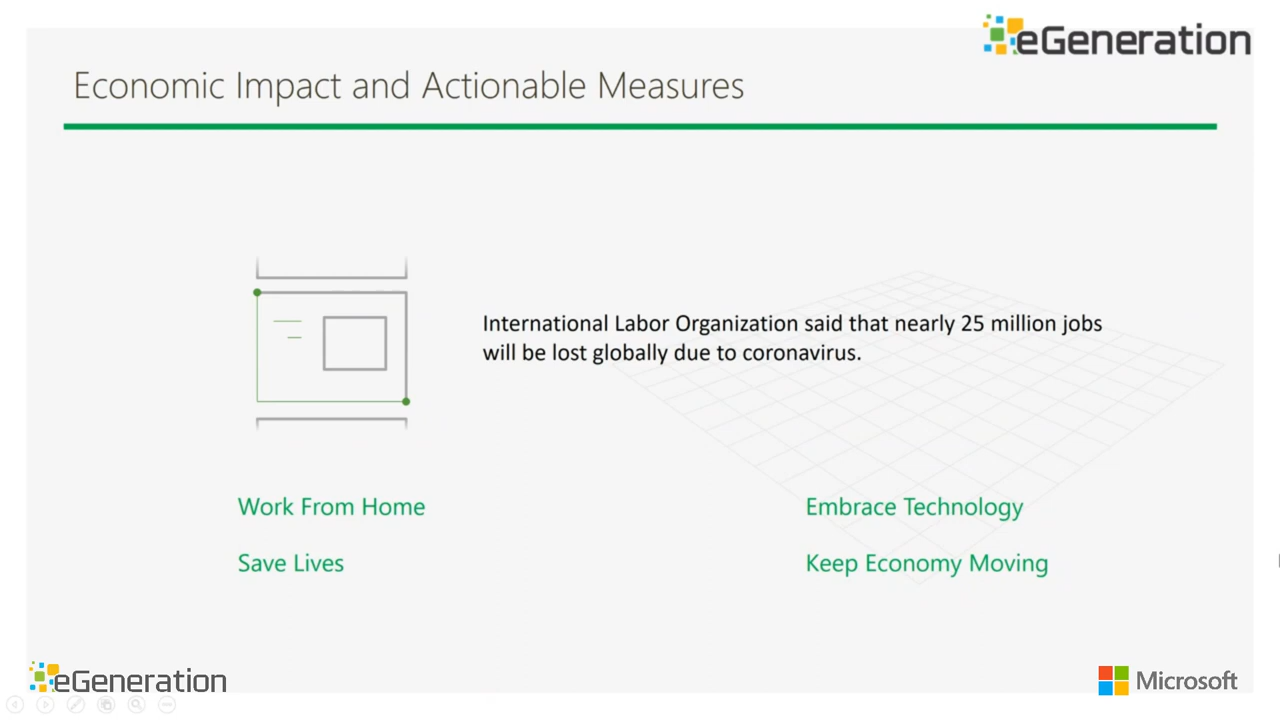 eGeneration
Economic Impact and Actionable Measures
International Labor Organization said that nearly 25 million jobs
will be lost globally due to coronavirus.
Work From Home
Embrace Technology
Save Lives
Keep Economy Moving
eGeneration
Microsoft